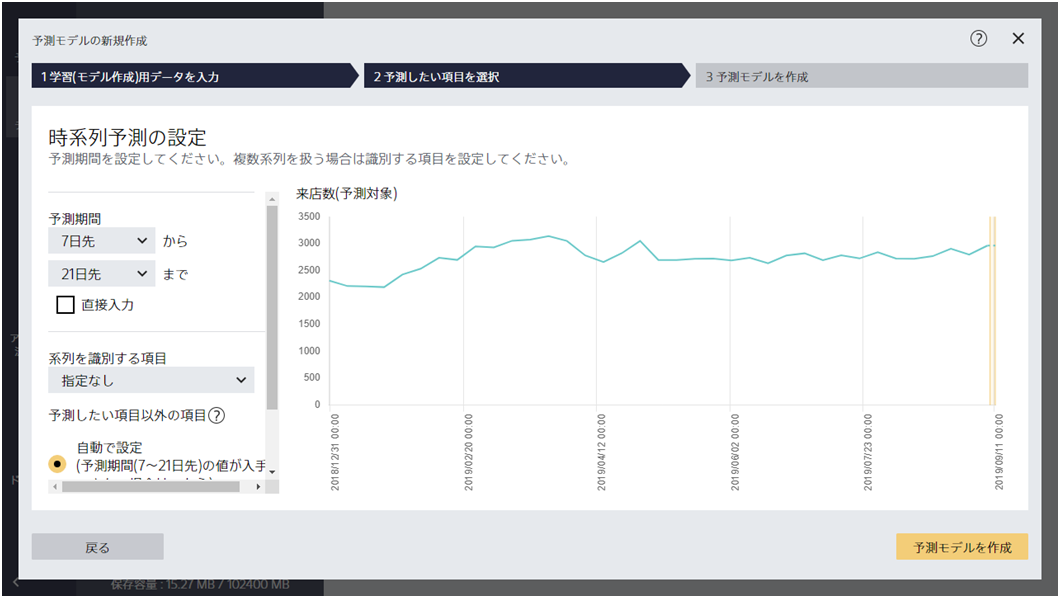 予測モデルの新規作成
?
1 学習(モデル作成)用データを入力
2 予測したい項目を選択
3 予測モデルを作成
時系列予測の設定
予測期間を設定してください。複数系列を扱う場合は識別する項目を設定してください。
予測期間
7日先 から
21日先 まで
直接入力
系列を識別する項目
指定なし
予測したい項目以外の項目 ?
自動で設定
(予測期間(7～21日先)の値が入手
来店数(予測対象)
3500
3000
2500
2000
1500
1000
500
0
2018/12/31 00:00
2019/02/20 00:00
2019/04/12 00:00
2019/06/02 00:00
2019/07/23 00:00
2019/09/11 00:00
戻る
予測モデルを作成
保存容量 : 15.27 MB / 102400 MB